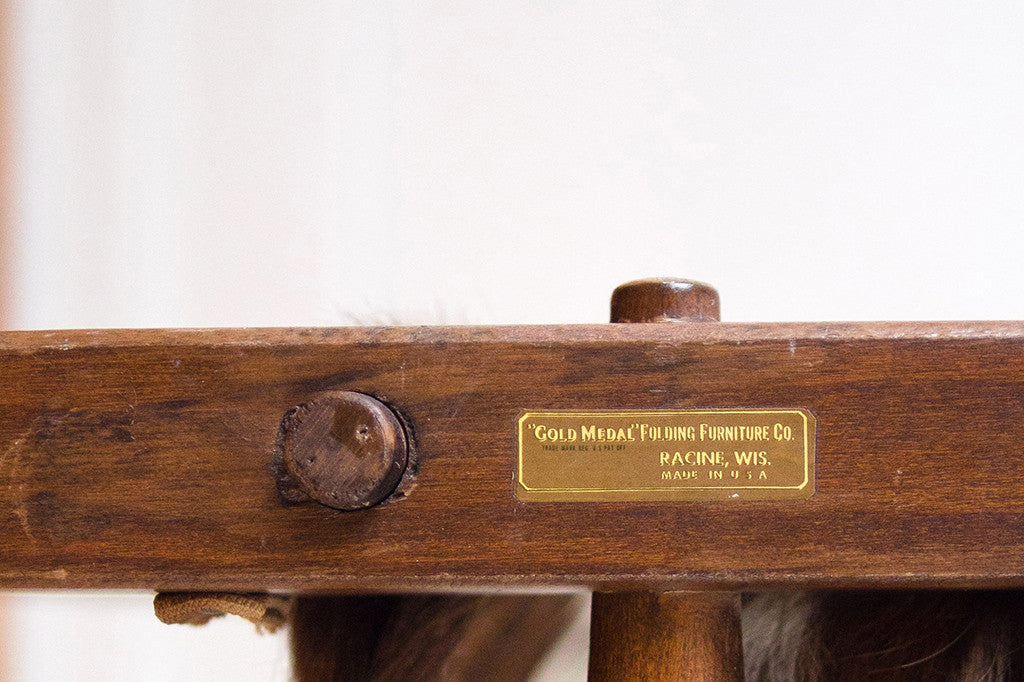 "GOLD MEDAL" FOLDING FURNITURE CO.
TRADE MARK REG. U S PAT OFF
RACINE, WIS.
MADE IN U S A